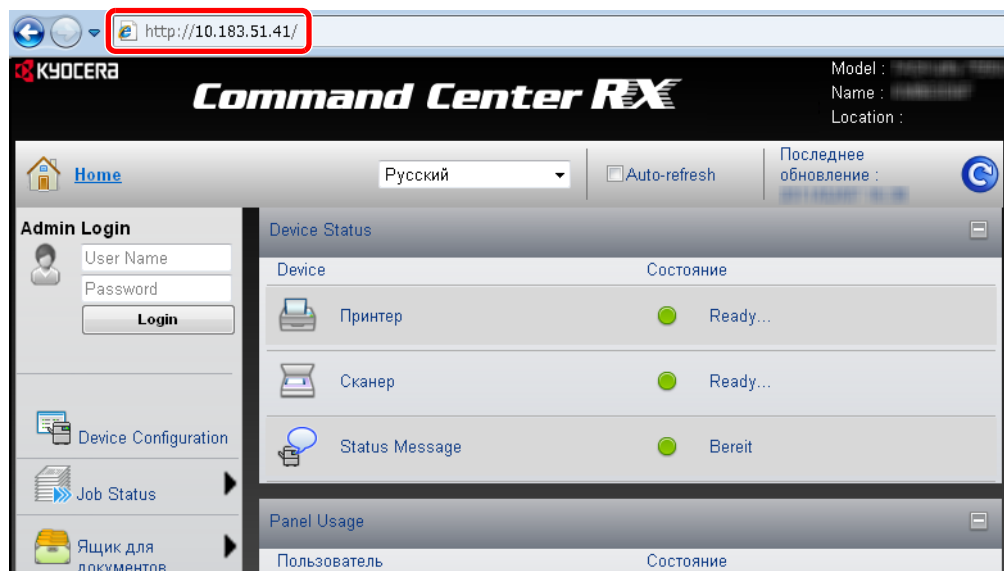 http://10.183.51.41/
KYOCERA
Command Center RX
Model :
Name :
Location :
Home
Русский
Auto-refresh
Последнее
обновление :
Admin Login
User Name
Password
Login
Device Configuration
Job Status
Ящик для
документов
Device Status
Device Состояние
Принтер Ready...
Сканер Ready...
Status Message Bereit
Panel Usage
Пользователь Состояние